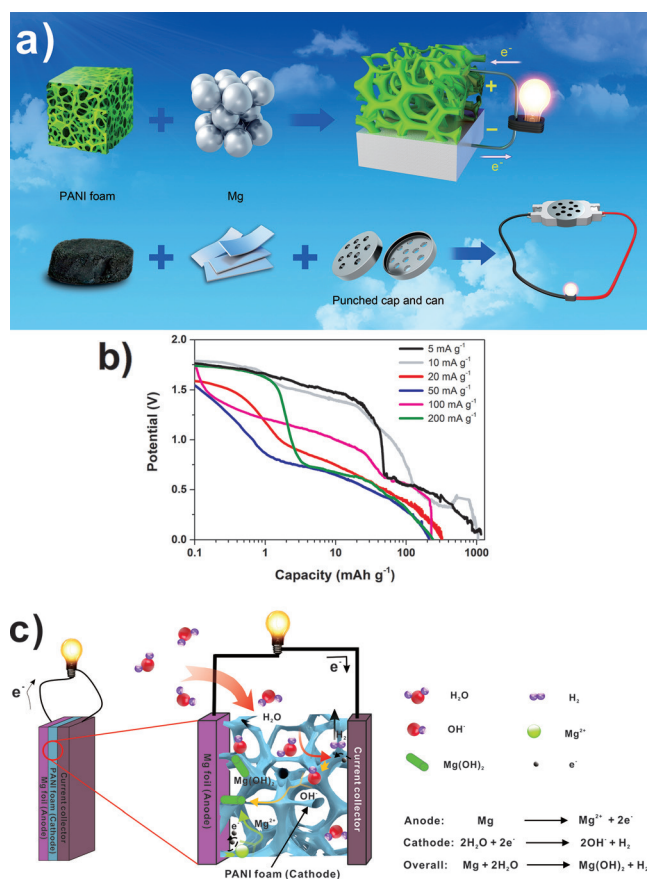 a)
e⁻
+
−
e⁻
PANI foam
Mg
Punched cap and can
b)
2.0
1.5
1.0
0.5
0.0
Potential (V)
5 mA g⁻¹
10 mA g⁻¹
20 mA g⁻¹
50 mA g⁻¹
100 mA g⁻¹
200 mA g⁻¹
0.1 1 10 100 1000
Capacity (mAh g⁻¹)
c)
e⁻
Mg foil (Anode)
PANI foam (Cathode)
Current collector
H₂O
e⁻
Mg foil (Anode)
H₂
Mg(OH)₂
OH⁻
Mg²⁺
e⁻
Current collector
PANI foam (Cathode)
H₂O H₂
OH⁻ Mg²⁺
Mg(OH)₂ e⁻
Anode: Mg ⟶ Mg²⁺ + 2e⁻
Cathode: 2H₂O + 2e⁻ ⟶ 2OH⁻ + H₂
Overall: Mg + 2H₂O ⟶ Mg(OH)₂ + H₂